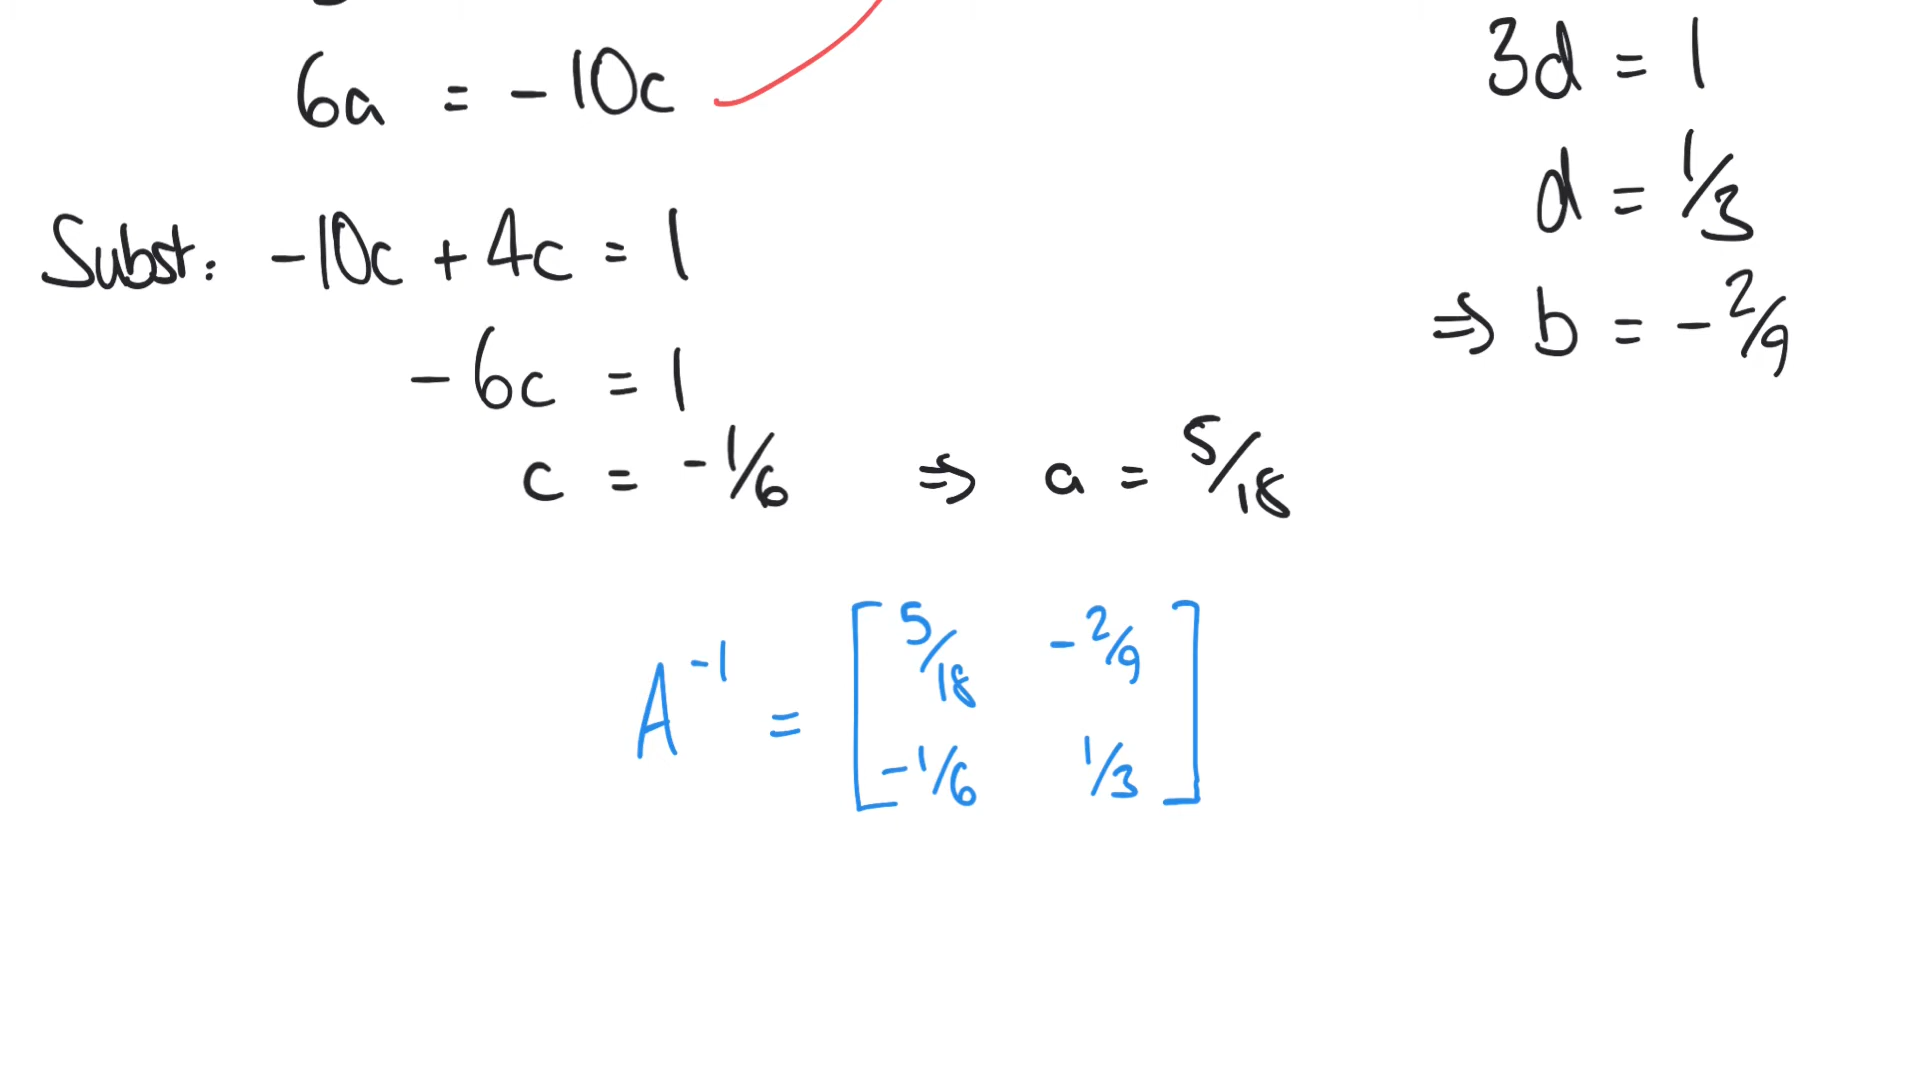 6a = -10c
Subst: -10c + 4c = 1
-6c = 1
c = -1/6 ⇒ a = 5/18
3d = 1
d = 1/3
⇒ b = -2/9
A^-1 = [ 5/18 -2/9
-1/6 1/3 ]